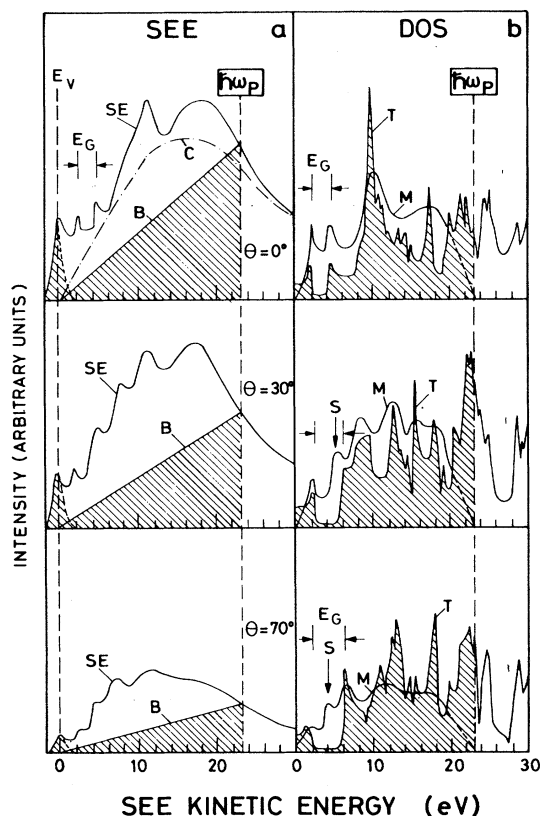 SEE a
DOS b
E_V
ħω_P
ħω_P
SE
E_G
C
B
θ=0°
E_G
T
M
SE
B
θ=30°
S
M
T
SE
B
θ=70°
E_G
S
M
T
0 10 20
0 10 20 30
INTENSITY (ARBITRARY UNITS)
SEE KINETIC ENERGY (eV)